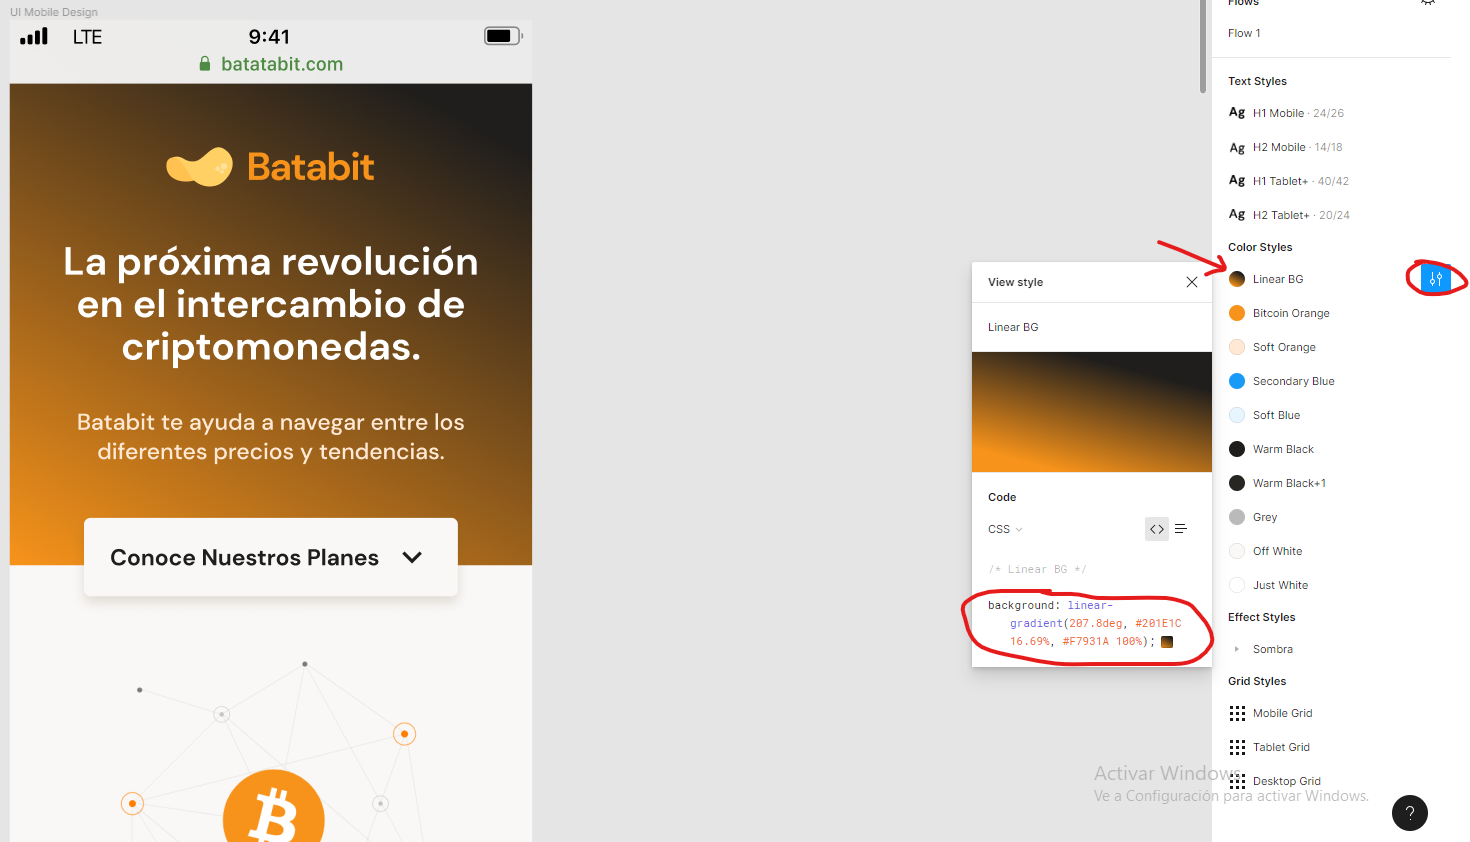 UI Mobile Design
LTE
9:41
batatabit.com
Batabit
La próxima revolución
en el intercambio de
criptomonedas.
Batabit te ayuda a navegar entre los
diferentes precios y tendencias.
Conoce Nuestros Planes
View style
Linear BG
Code
CSS
/* Linear BG */
background: linear-
gradient(207.8deg, #201E1C
16.69%, #F7931A 100%);
Flows
Flow 1
Text Styles
Ag H1 Mobile · 24/26
Ag H2 Mobile · 14/18
Ag H1 Tablet+ · 40/42
Ag H2 Tablet+ · 20/24
Color Styles
Linear BG
Bitcoin Orange
Soft Orange
Secondary Blue
Soft Blue
Warm Black
Warm Black+1
Grey
Off White
Just White
Effect Styles
Sombra
Grid Styles
Mobile Grid
Tablet Grid
Desktop Grid
Activar Windows
Ve a Configuración para activar Windows.
?